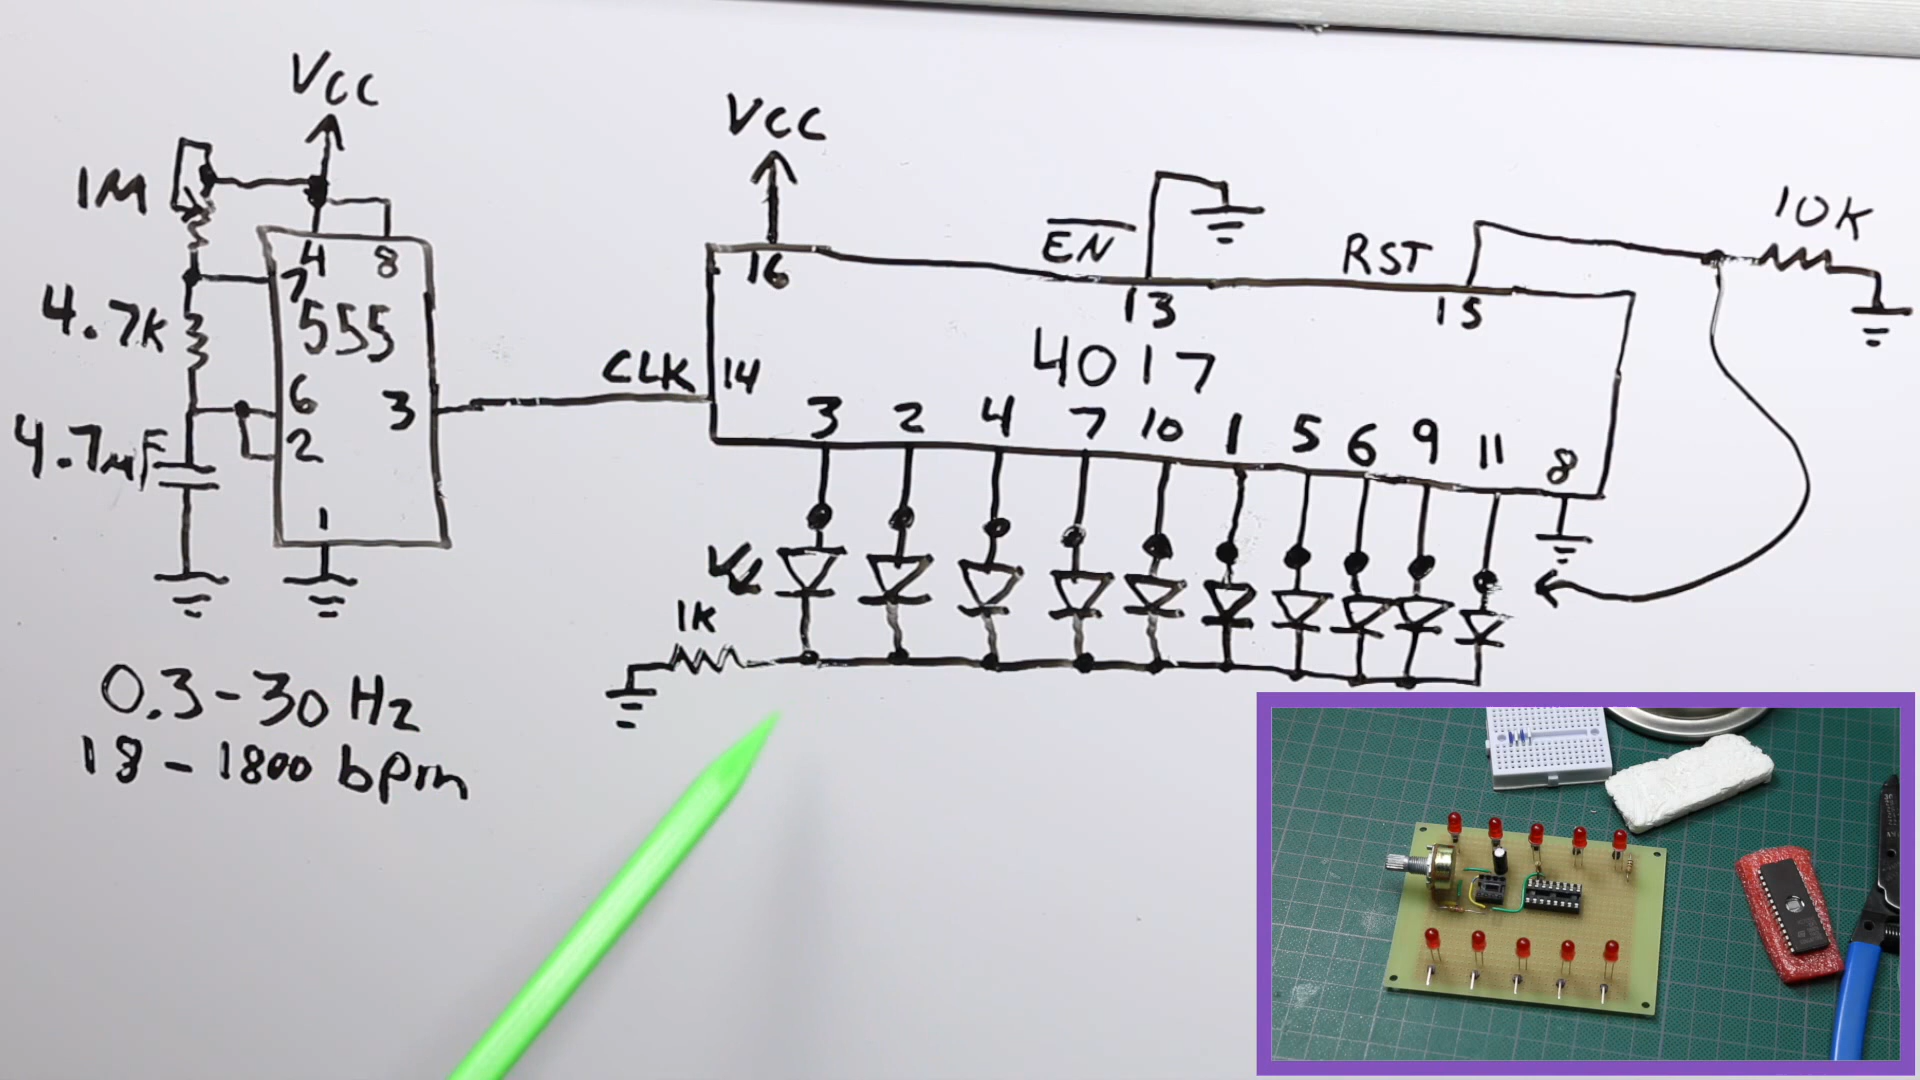 VCC
1M
4 8
7
555
4.7K
6
3
2
4.7µF
1
0.3-30 Hz
18-1800 bpm
VCC
16
EN
13
RST
15
10K
CLK
14
4017
3 2 4 7 10 1 5 6 9 11 8
1K